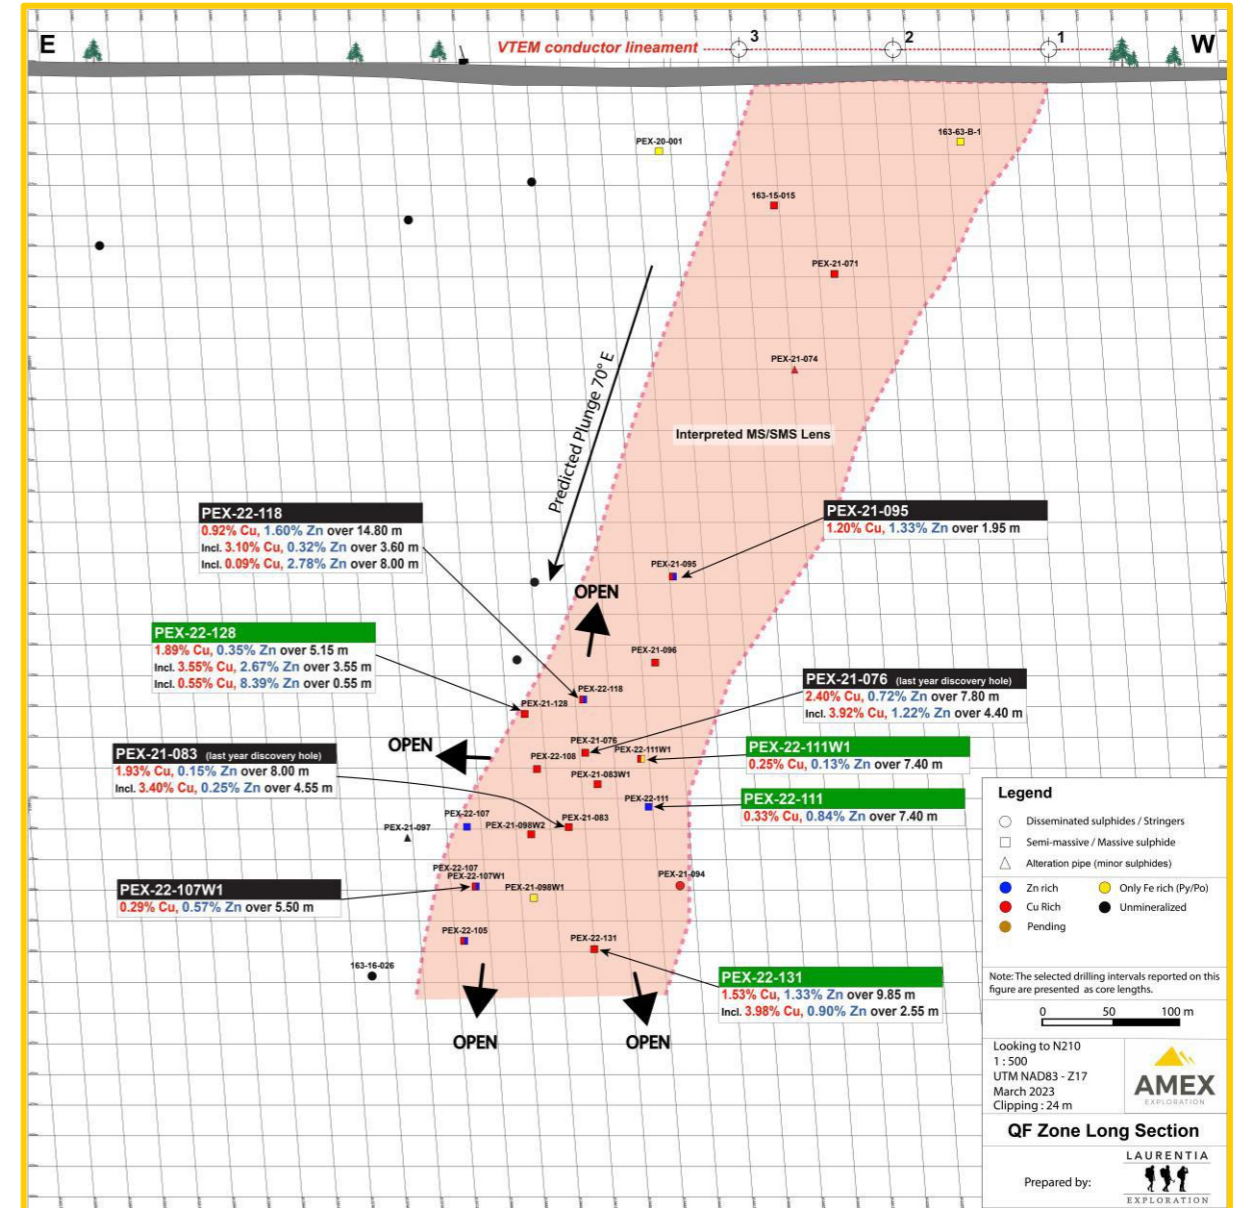 E
VTEM conductor lineament
3
2
1
W
PEX-20-001
163-63-B-1
163-15-015
PEX-21-071
PEX-21-074
Predicted Plunge 70° E
Interpreted MS/SMS Lens
PEX-22-118
0.92% Cu, 1.60% Zn over 14.80 m
Incl. 3.10% Cu, 0.32% Zn over 3.60 m
Incl. 0.09% Cu, 2.78% Zn over 8.00 m
PEX-21-095
1.20% Cu, 1.33% Zn over 1.95 m
PEX-21-095
OPEN
PEX-22-128
1.89% Cu, 0.35% Zn over 5.15 m
Incl. 3.55% Cu, 2.67% Zn over 3.55 m
Incl. 0.55% Cu, 8.39% Zn over 0.55 m
PEX-21-096
PEX-21-076 (last year discovery hole)
2.40% Cu, 0.72% Zn over 7.80 m
Incl. 3.92% Cu, 1.22% Zn over 4.40 m
PEX-22-118
PEX-21-128
OPEN
PEX-21-076
PEX-22-108
PEX-22-111W1
PEX-22-111W1
0.25% Cu, 0.13% Zn over 7.40 m
PEX-21-083 (last year discovery hole)
1.93% Cu, 0.15% Zn over 8.00 m
Incl. 3.40% Cu, 0.25% Zn over 4.55 m
PEX-21-083W1
PEX-22-111
PEX-22-111
0.33% Cu, 0.84% Zn over 7.40 m
PEX-22-107
PEX-21-097
PEX-21-098W2
PEX-21-083
PEX-22-107
PEX-22-107W1
PEX-21-098W1
PEX-21-094
PEX-22-107W1
0.29% Cu, 0.57% Zn over 5.50 m
PEX-22-105
PEX-22-131
163-16-026
PEX-22-131
1.53% Cu, 1.33% Zn over 9.85 m
Incl. 3.98% Cu, 0.90% Zn over 2.55 m
OPEN
OPEN
Legend
Disseminated sulphides / Stringers
Semi-massive / Massive sulphide
Alteration pipe (minor sulphides)
Zn rich
Only Fe rich (Py/Po)
Cu Rich
Unmineralized
Pending
Note: The selected drilling intervals reported on this
figure are presented as core lengths.
0 50 100 m
Looking to N210
1 : 500
UTM NAD83 - Z17
March 2023
Clipping : 24 m
AMEX
EXPLORATION
QF Zone Long Section
Prepared by:
LAURENTIA
EXPLORATION